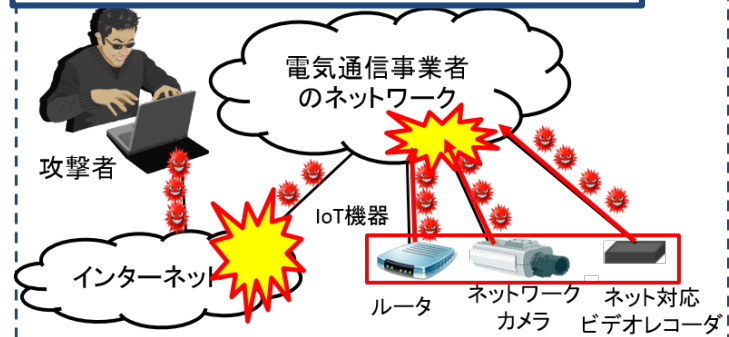 電気通信事業者
のネットワーク
攻撃者
IoT機器
インターネット
ルータ
ネットワーク
カメラ
ネット対応
ビデオレコーダ